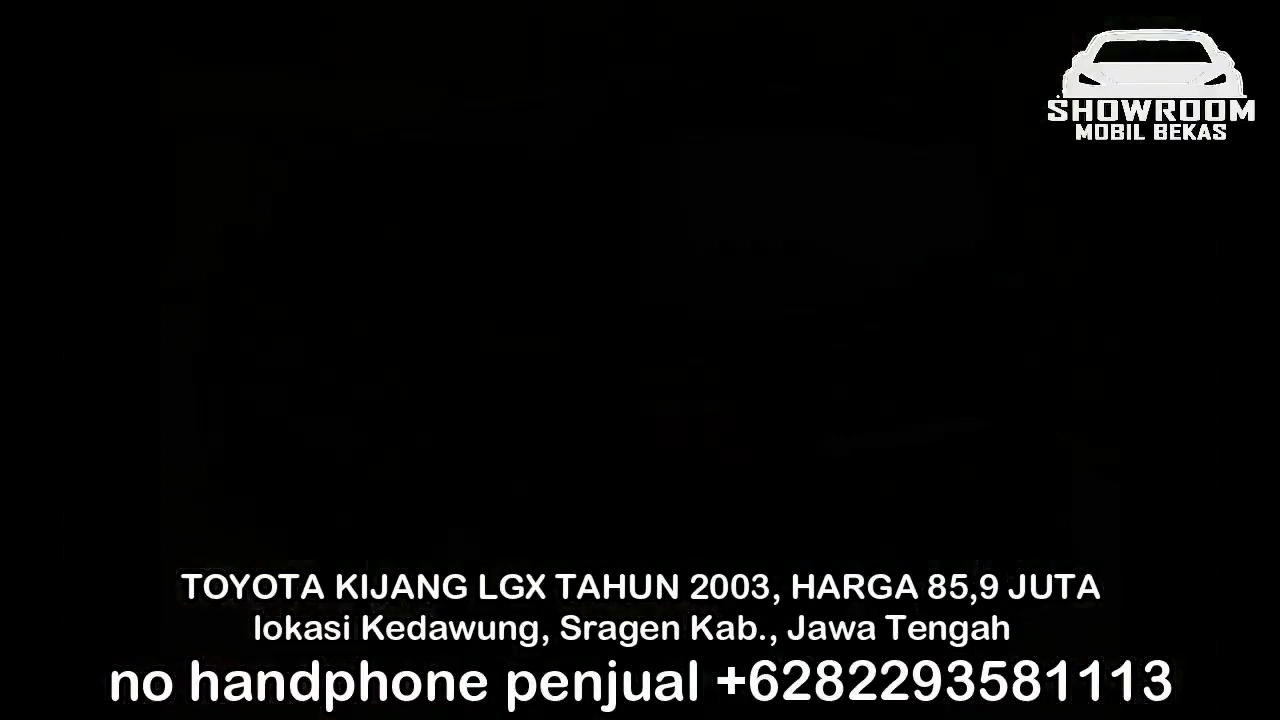 SHOWROOM
MOBIL BEKAS
TOYOTA KIJANG LGX TAHUN 2003, HARGA 85,9 JUTA
lokasi Kedawung, Sragen Kab., Jawa Tengah
no handphone penjual +6282293581113